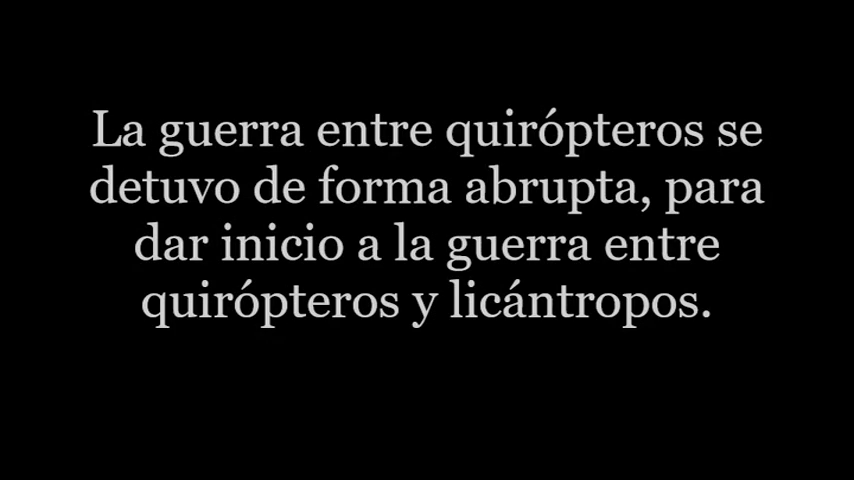 La guerra entre quirópteros se
detuvo de forma abrupta, para
dar inicio a la guerra entre
quirópteros y licántropos.